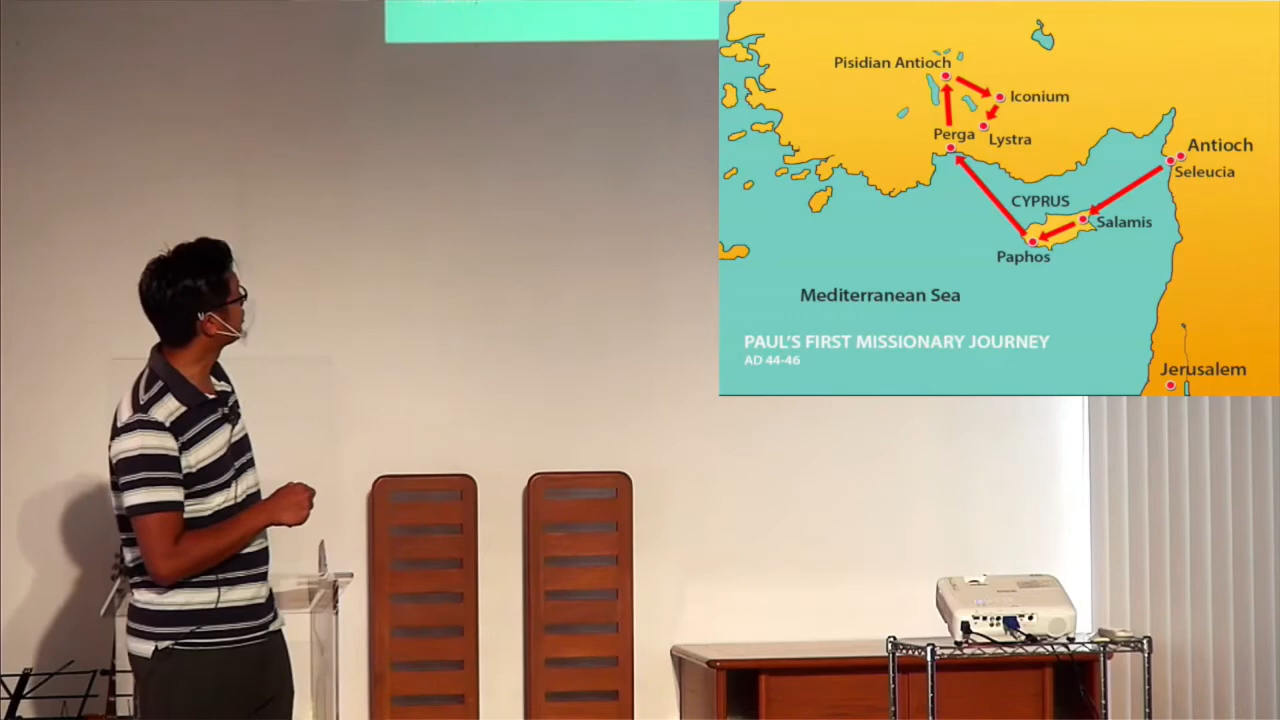 Pisidian Antioch
Iconium
Perga
Lystra
Antioch
Seleucia
CYPRUS
Salamis
Paphos
Mediterranean Sea
PAUL'S FIRST MISSIONARY JOURNEY
AD 44-46
Jerusalem